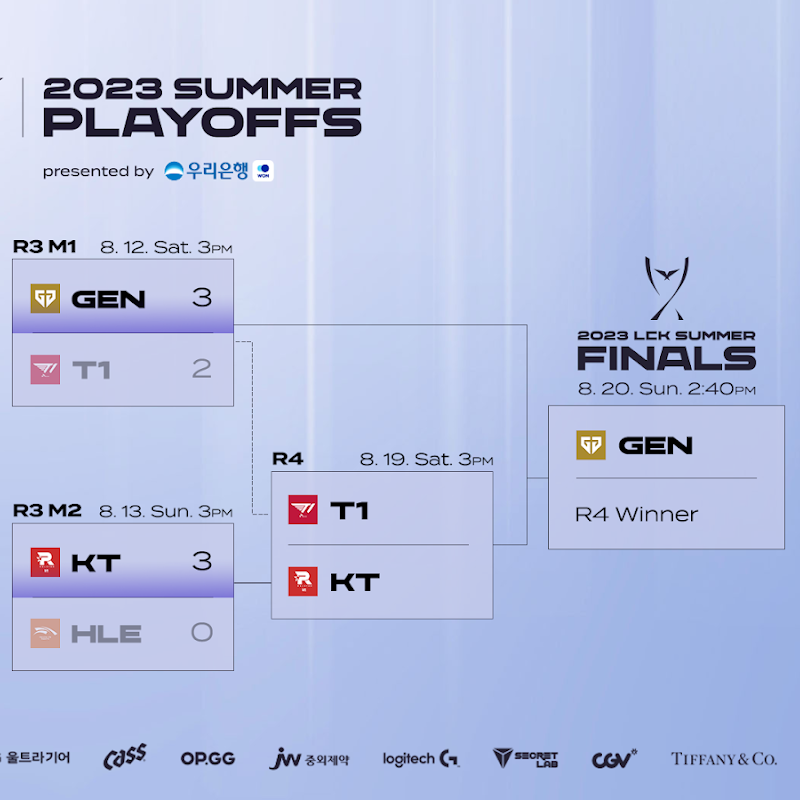 2023 SUMMER
PLAYOFFS
presented by 우리은행 WON
R3 M1 8. 12. Sat. 3PM
GEN 3
T1 2
R3 M2 8. 13. Sun. 3PM
KT 3
HLE 0
R4 8. 19. Sat. 3PM
T1
KT
2023 LCK SUMMER
FINALS
8. 20. Sun. 2:40PM
GEN
R4 Winner
울트라기어 Cass OP.GG JW 중외제약 logitech G SECRET LAB CGV TIFFANY & CO.